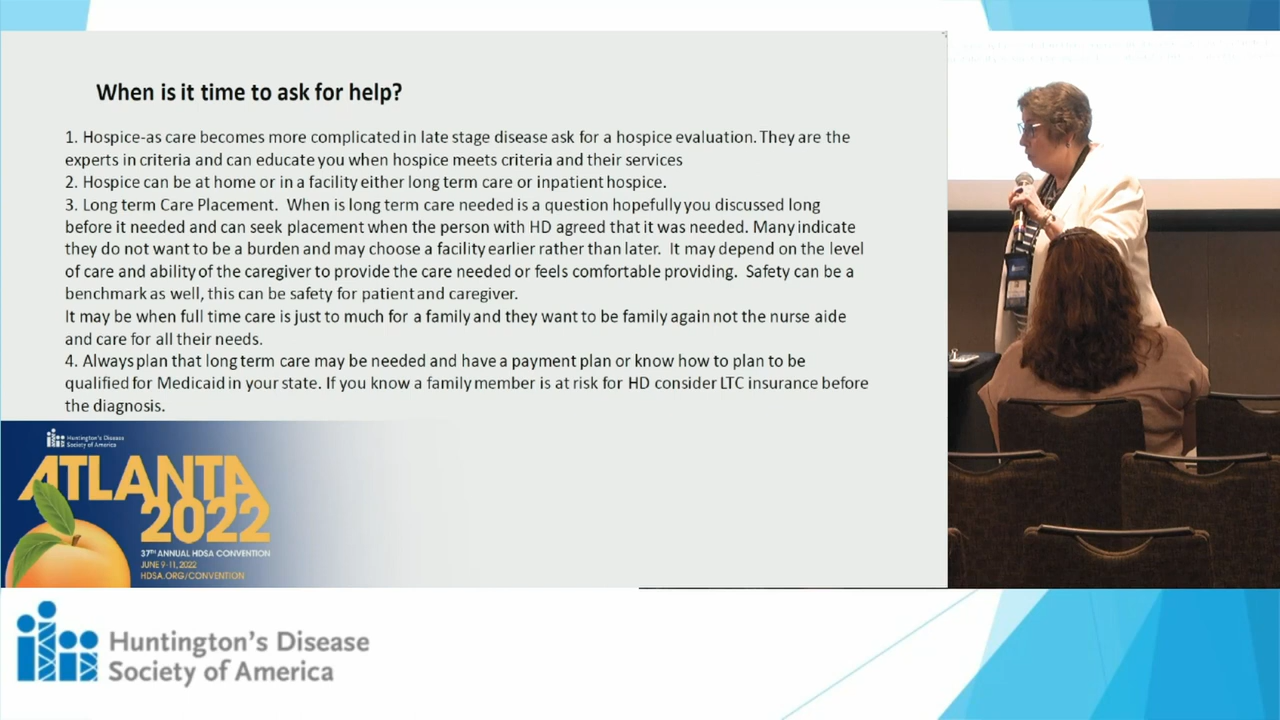 When is it time to ask for help?
1. Hospice-as care becomes more complicated in late stage disease ask for a hospice evaluation. They are the
experts in criteria and can educate you when hospice meets criteria and their services
2. Hospice can be at home or in a facility either long term care or inpatient hospice.
3. Long term Care Placement. When is long term care needed is a question hopefully you discussed long
before it needed and can seek placement when the person with HD agreed that it was needed. Many indicate
they do not want to be a burden and may choose a facility earlier rather than later. It may depend on the level
of care and ability of the caregiver to provide the care needed or feels comfortable providing. Safety can be a
benchmark as well, this can be safety for patient and caregiver.
It may be when full time care is just to much for a family and they want to be family again not the nurse aide
and care for all their needs.
4. Always plan that long term care may be needed and have a payment plan or know how to plan to be
qualified for Medicaid in your state. If you know a family member is at risk for HD consider LTC insurance before
the diagnosis.
Huntington's Disease
Society of America
ATLANTA
2022
37TH ANNUAL HDSA CONVENTION
JUNE 9-11, 2022
HDSA.ORG/CONVENTION
Huntington's Disease
Society of America